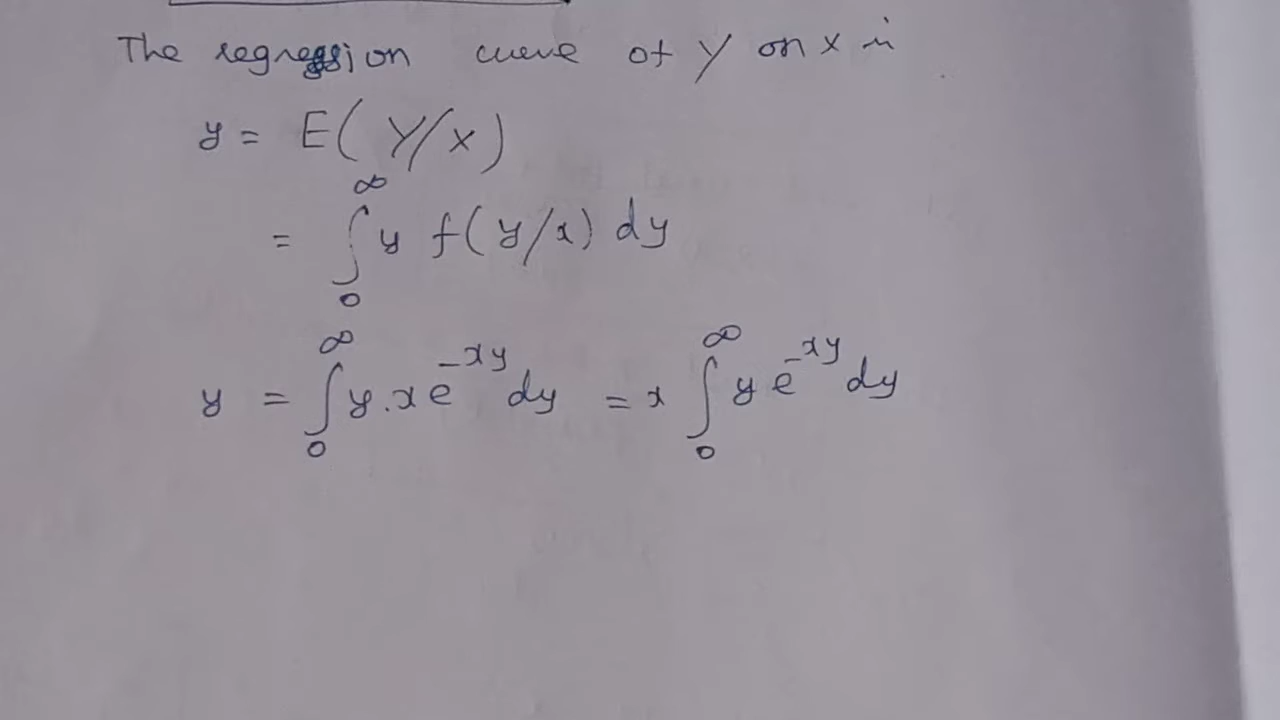 The regression curve of Y on X is
y = E(Y/X)
= ∫₀^∞ y f(y/x) dy
y = ∫₀^∞ y.x e^{-xy} dy = x ∫₀^∞ y e^{-xy} dy